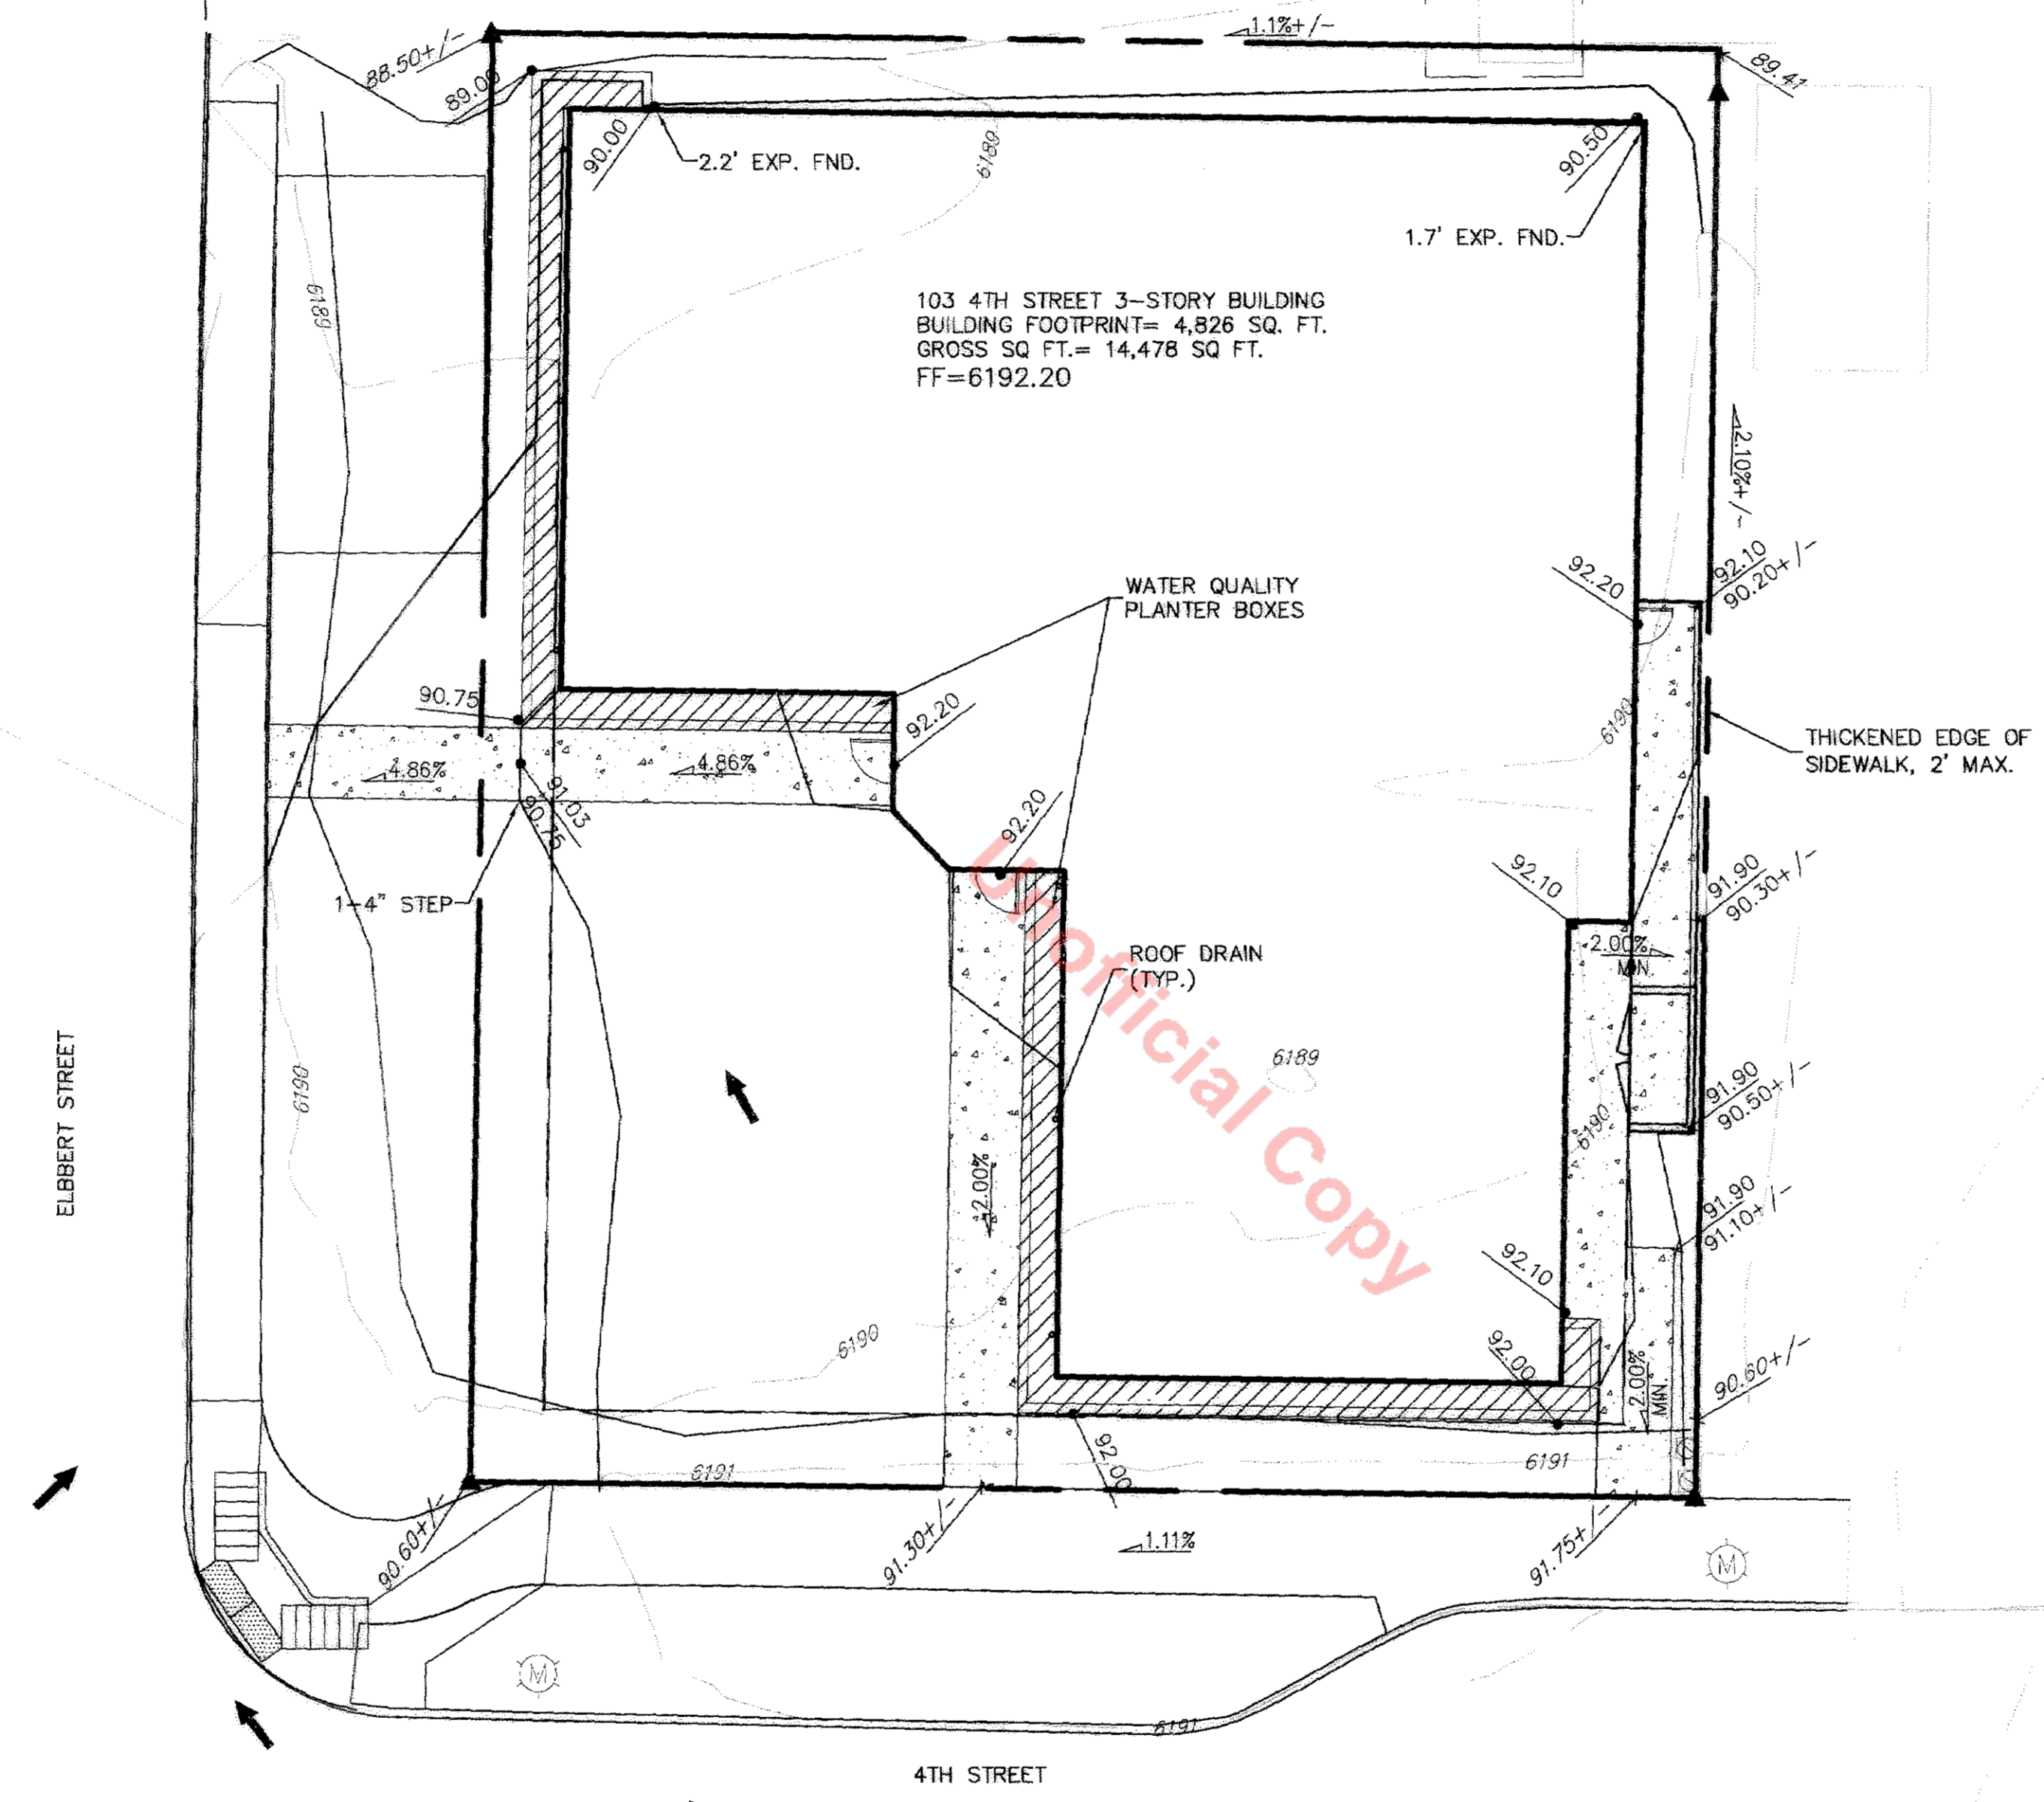 1.1%+/-
88.50+/-
89.00
89.41
90.00
2.2' EXP. FND.
6189
90.50
1.7' EXP. FND.
6189
103 4TH STREET 3-STORY BUILDING
BUILDING FOOTPRINT= 4,826 SQ. FT.
GROSS SQ FT.= 14,478 SQ FT.
FF=6192.20
2.10%+/-
92.20
92.10
90.20+/-
WATER QUALITY
PLANTER BOXES
90.75
92.20
6190
THICKENED EDGE OF
SIDEWALK, 2' MAX.
4.86%
4.86%
91.03
90.75
92.20
1-4" STEP
92.10
91.90
90.30+/-
2.00%
MIN
ROOF DRAIN
(TYP.)
Unofficial Copy
ELBBERT STREET
6190
6189
6190
91.90
90.50+/-
2.00%
91.90
91.10+/-
92.10
6190
92.00
2.00%
MIN
90.60+/-
92.00
6191
6191
90.60+/-
91.30+/-
1.11%
91.75+/-
M
M
6191
4TH STREET